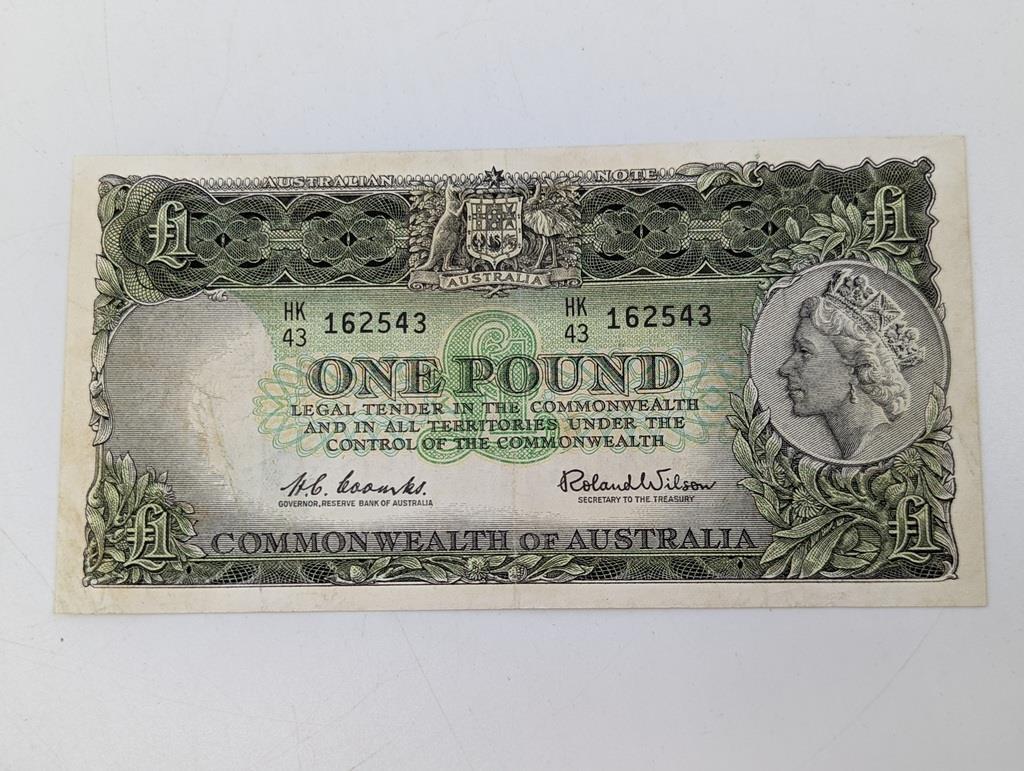 AUSTRALIAN NOTE
£1 £1
AUSTRALIA
HK 43 162543 HK 43 162543
ONE POUND
LEGAL TENDER IN THE COMMONWEALTH
AND IN ALL TERRITORIES UNDER THE
CONTROL OF THE COMMONWEALTH
H.C. Coombs. Roland Wilson
GOVERNOR, RESERVE BANK OF AUSTRALIA SECRETARY TO THE TREASURY
£1 £1
COMMONWEALTH OF AUSTRALIA